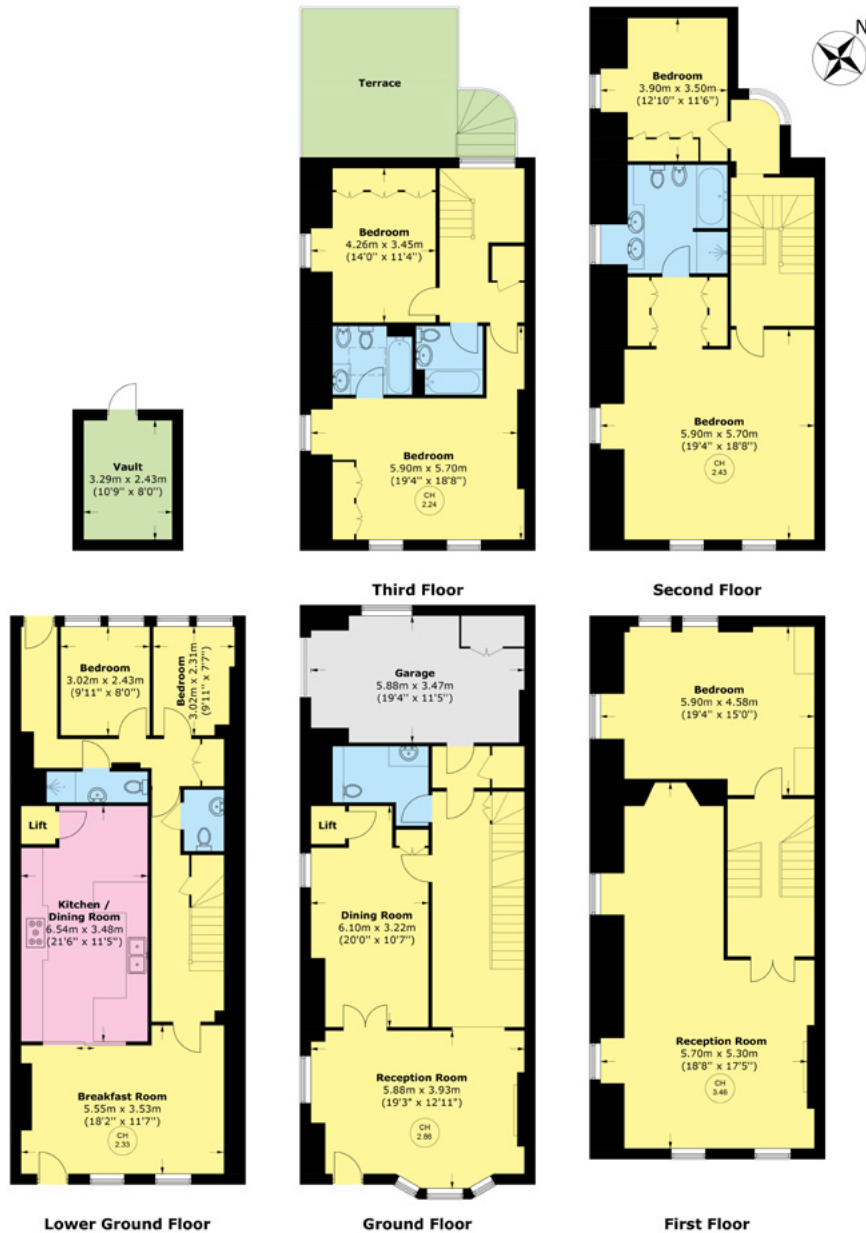 N
Terrace
Bedroom
3.90m x 3.50m
(12'10" x 11'6")
Bedroom
4.26m x 3.45m
(14'0" x 11'4")
Vault
3.29m x 2.43m
(10'9" x 8'0")
Bedroom
5.90m x 5.70m
(19'4" x 18'8")
CH
2.24
Bedroom
5.90m x 5.70m
(19'4" x 18'8")
CH
2.43
Third Floor
Second Floor
Bedroom
3.02m x 2.43m
(9'11" x 8'0")
Bedroom
3.02m x 2.31m
(9'11" x 7'7")
Lift
Kitchen /
Dining Room
6.54m x 3.48m
(21'6" x 11'5")
Breakfast Room
5.55m x 3.53m
(18'2" x 11'7")
CH
2.33
Garage
5.88m x 3.47m
(19'4" x 11'5")
Lift
Dining Room
6.10m x 3.22m
(20'0" x 10'7")
Reception Room
5.88m x 3.93m
(19'3" x 12'11")
CH
2.86
Bedroom
5.90m x 4.58m
(19'4" x 15'0")
Reception Room
5.70m x 5.30m
(18'8" x 17'5")
CH
3.46
Lower Ground Floor
Ground Floor
First Floor